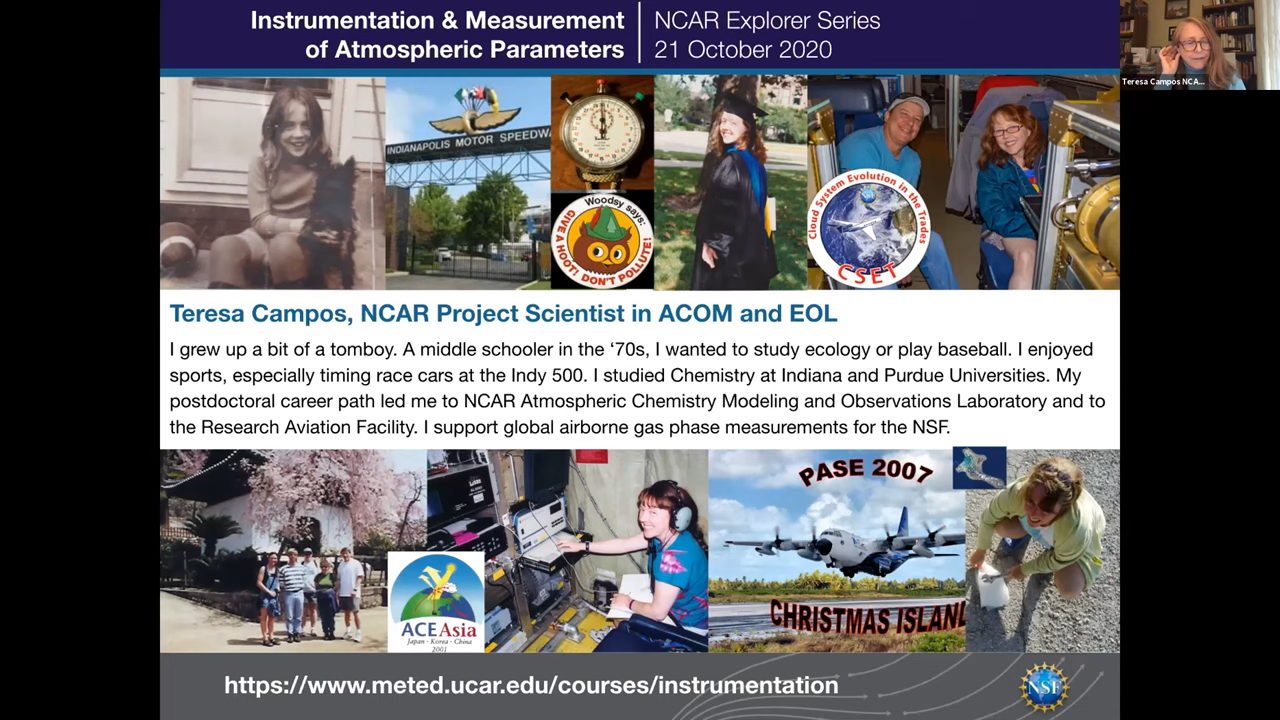 Instrumentation & Measurement
of Atmospheric Parameters
NCAR Explorer Series
21 October 2020
Teresa Campos NCA...
INDIANAPOLIS MOTOR SPEEDWA
Woodsy says:
GIVE A HOOT! DON'T POLLUTE!
Cloud System Evolution in the Trades
CSET
Teresa Campos, NCAR Project Scientist in ACOM and EOL
I grew up a bit of a tomboy. A middle schooler in the ‘70s, I wanted to study ecology or play baseball. I enjoyed
sports, especially timing race cars at the Indy 500. I studied Chemistry at Indiana and Purdue Universities. My
postdoctoral career path led me to NCAR Atmospheric Chemistry Modeling and Observations Laboratory and to
the Research Aviation Facility. I support global airborne gas phase measurements for the NSF.
ACE Asia
Japan - Korea - China
2001
PASE 2007
CHRISTMAS ISLAND
https://www.meted.ucar.edu/courses/instrumentation
NSF